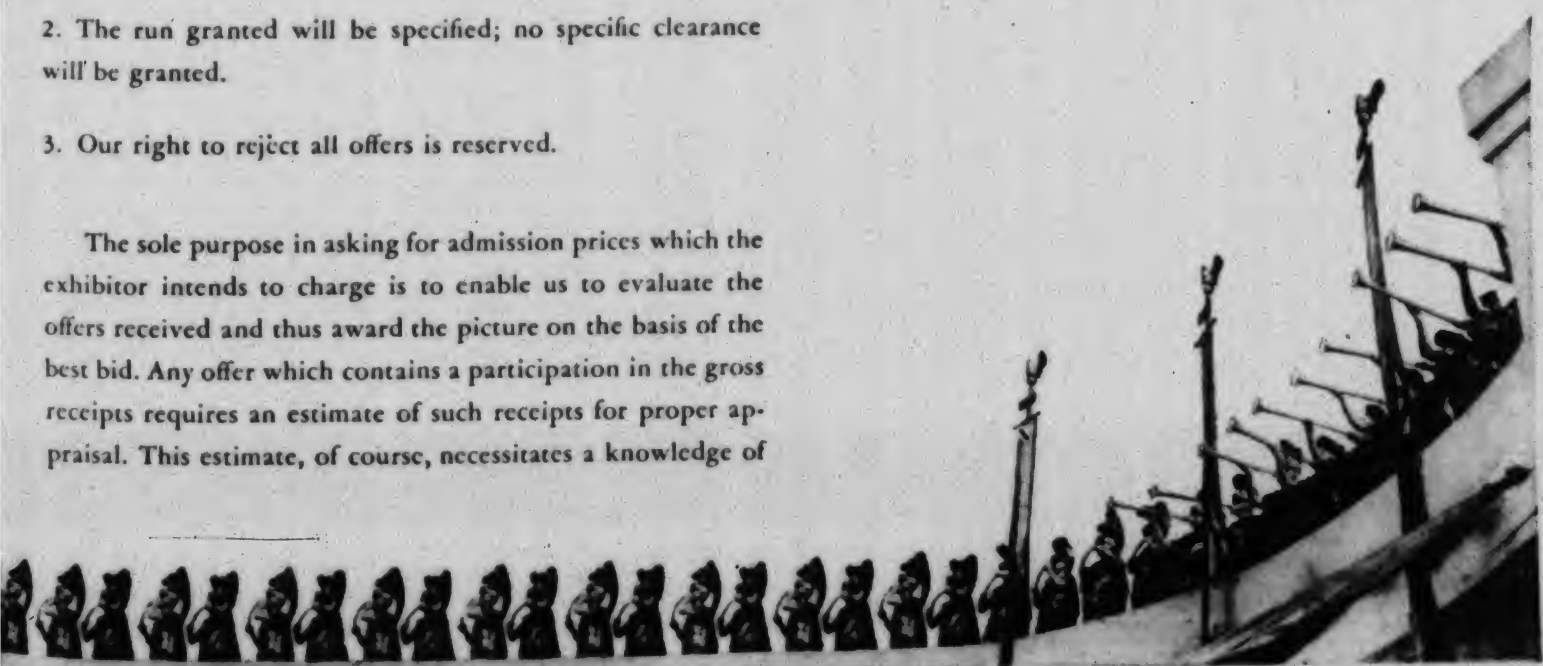 2. The run granted will be specified; no specific clearance
will be granted.
3. Our right to reject all offers is reserved.
The sole purpose in asking for admission prices which the
exhibitor intends to charge is to enable us to evaluate the
offers received and thus award the picture on the basis of the
best bid. Any offer which contains a participation in the gross
receipts requires an estimate of such receipts for proper ap-
praisal. This estimate, of course, necessitates a knowledge of